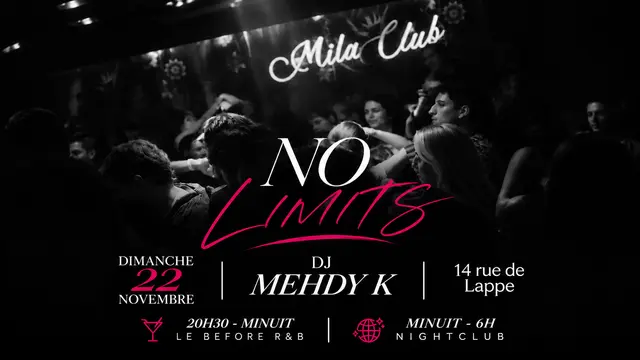 Mila Club
NO
LIMITS
DIMANCHE
22
NOVEMBRE
DJ
MEHDY K
14 rue de
Lappe
20H30 - MINUIT
LE BEFORE R&B
MINUIT - 6H
NIGHTCLUB